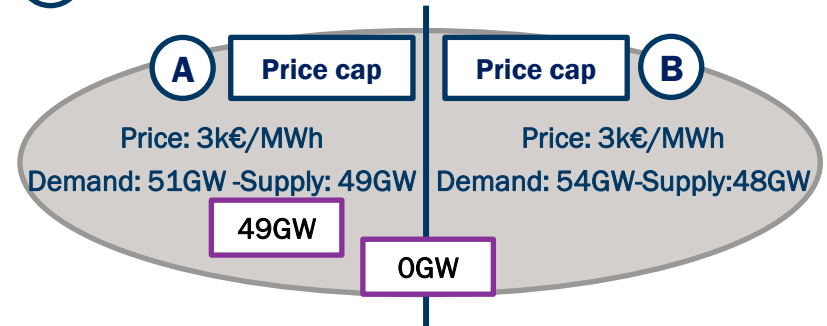 A
Price cap
Price cap
B
Price: 3k€/MWh
Price: 3k€/MWh
Demand: 51GW -Supply: 49GW
Demand: 54GW-Supply:48GW
49GW
0GW